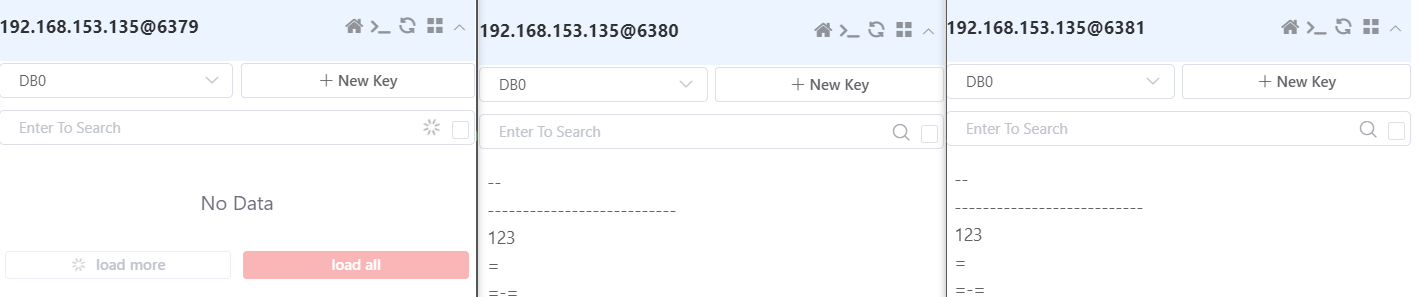 192.168.153.135@6379
DB0
+ New Key
Enter To Search
No Data
load more
load all
192.168.153.135@6380
DB0
+ New Key
Enter To Search
--
---------------------------
123
=
=-=
192.168.153.135@6381
DB0
+ New Key
Enter To Search
--
---------------------------
123
=
=-=